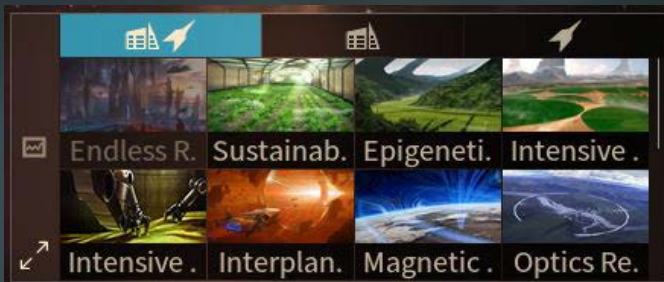 Endless R. Sustainab. Epigeneti. Intensive .
Intensive . Interplan. Magnetic . Optics Re.